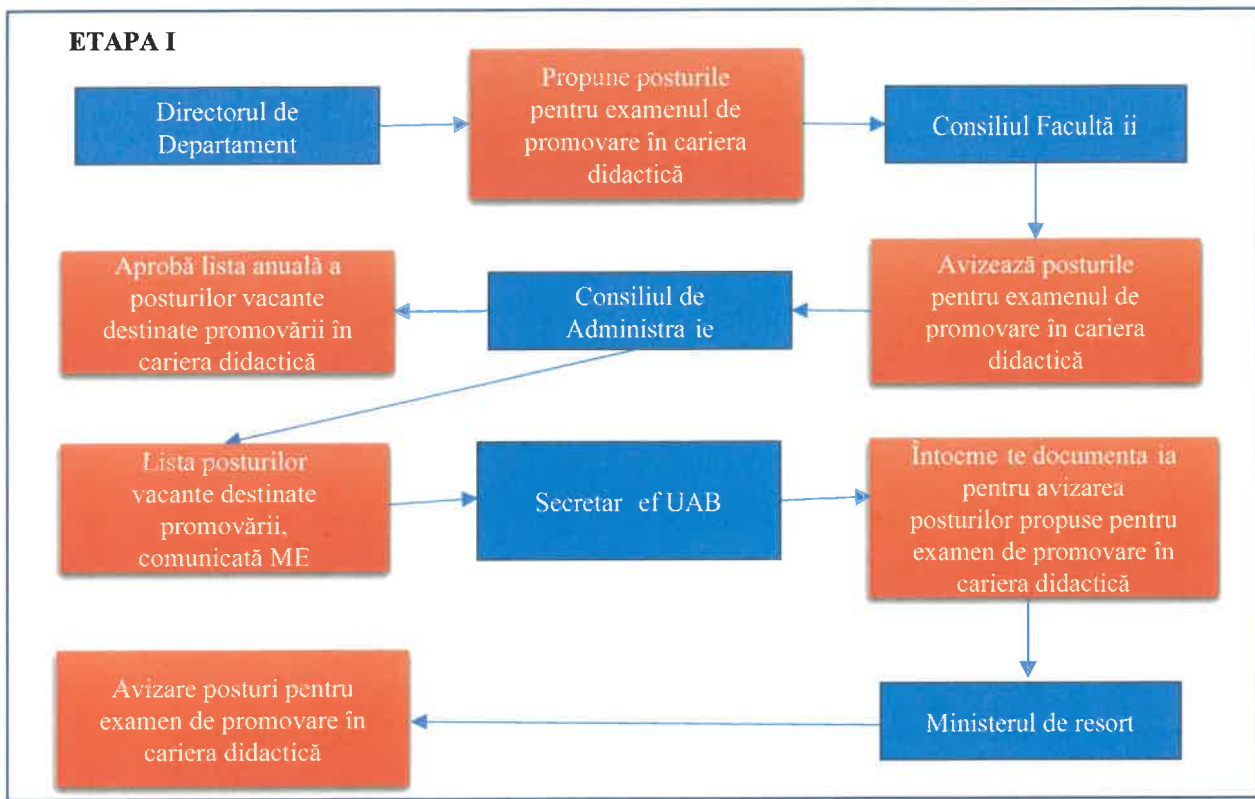 ETAPA I
Directorul de
Departament
Propune posturile
pentru examenul de
promovare în cariera
didactică
Consiliul Facultă ii
Avizează posturile
pentru examenul de
promovare în cariera
didactică
Consiliul de
Administra ie
Aprobă lista anuală a
posturilor vacante
destinate promovării în
cariera didactică
Lista posturilor
vacante destinate
promovării,
comunicată ME
Secretar ef UAB
Întocme te documenta ia
pentru avizarea
posturilor propuse pentru
examen de promovare în
cariera didactică
Ministerul de resort
Avizare posturi pentru
examen de promovare în
cariera didactică